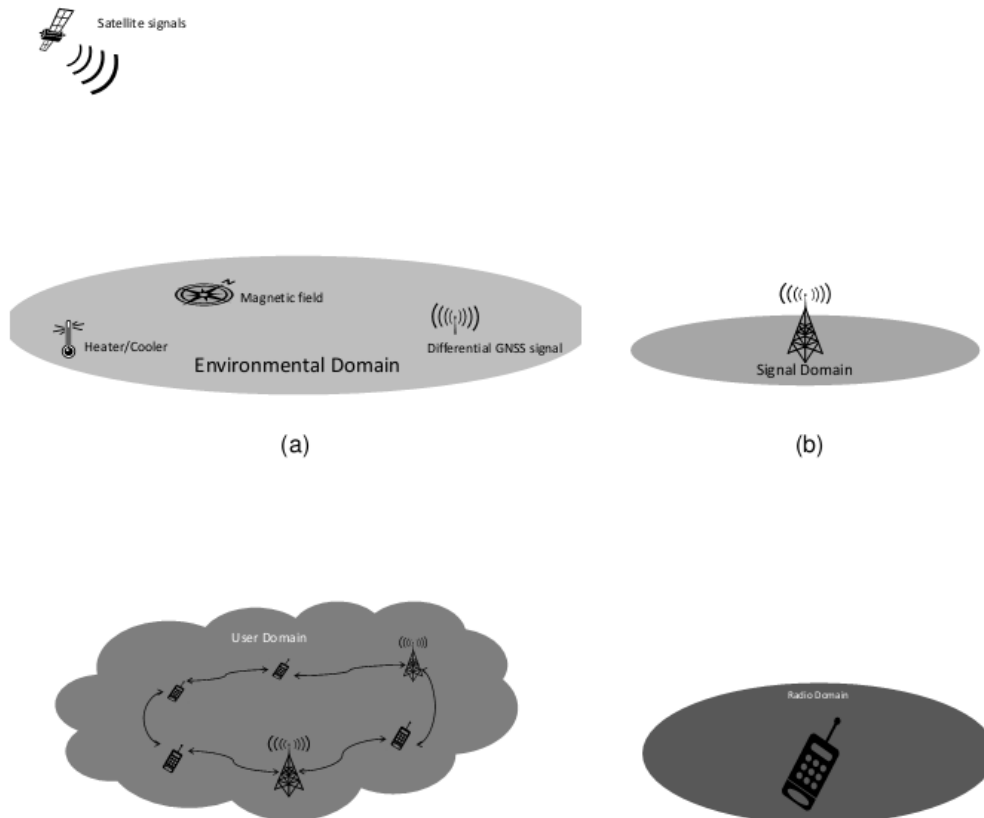 Satellite signals
Magnetic field
Heater/Cooler
Differential GNSS signal
Environmental Domain
Signal Domain
(a)
(b)
User Domain
Radio Domain